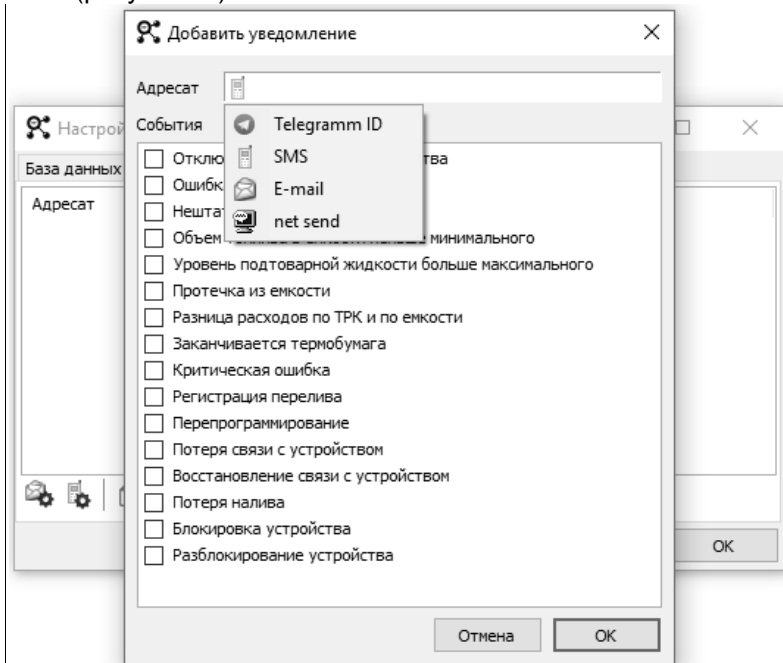 Добавить уведомление
Адресат
Настрой
События
Telegramm ID
База данных
Отклю тва
SMS
Ошибк
E-mail
Адресат
Нешта
net send
Объем минимального
Уровень подтоварной жидкости больше максимального
Протечка из емкости
Разница расходов по ТРК и по емкости
Заканчивается термобумага
Критическая ошибка
Регистрация перелива
Перепрограммирование
Потеря связи с устройством
Восстановление связи с устройством
Потеря налива
Блокировка устройства
Разблокирование устройства
OK
Отмена OK